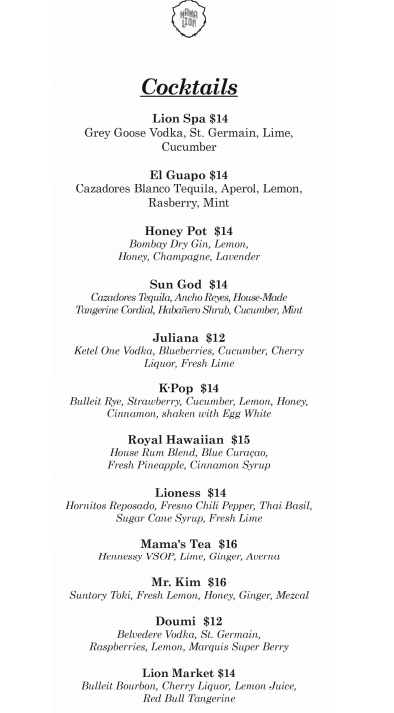 MAMA
LION
Cocktails
Lion Spa $14
Grey Goose Vodka, St. Germain, Lime,
Cucumber
El Guapo $14
Cazadores Blanco Tequila, Aperol, Lemon,
Rasberry, Mint
Honey Pot $14
Bombay Dry Gin, Lemon,
Honey, Champagne, Lavender
Sun God $14
Cazadores Tequila, Ancho Reyes, House-Made
Tangerine Cordial, Habañero Shrub, Cucumber, Mint
Juliana $12
Ketel One Vodka, Blueberries, Cucumber, Cherry
Liquor, Fresh Lime
K-Pop $14
Bulleit Rye, Strawberry, Cucumber, Lemon, Honey,
Cinnamon, shaken with Egg White
Royal Hawaiian $15
House Rum Blend, Blue Curaçao,
Fresh Pineapple, Cinnamon Syrup
Lioness $14
Hornitos Reposado, Fresno Chili Pepper, Thai Basil,
Sugar Cane Syrup, Fresh Lime
Mama's Tea $16
Hennessy VSOP, Lime, Ginger, Averna
Mr. Kim $16
Suntory Toki, Fresh Lemon, Honey, Ginger, Mezcal
Doumi $12
Belvedere Vodka, St. Germain,
Raspberries, Lemon, Marquis Super Berry
Lion Market $14
Bulleit Bourbon, Cherry Liquor, Lemon Juice,
Red Bull Tangerine